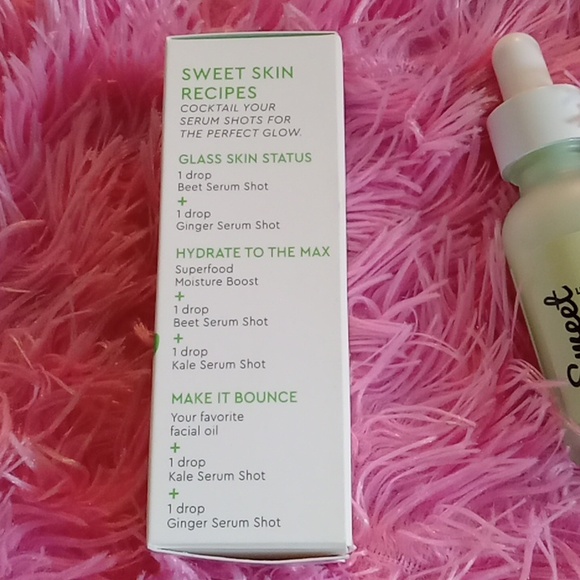 SWEET SKIN
RECIPES
COCKTAIL YOUR
SERUM SHOTS FOR
THE PERFECT GLOW.
GLASS SKIN STATUS
1 drop
Beet Serum Shot
+
1 drop
Ginger Serum Shot
HYDRATE TO THE MAX
Superfood
Moisture Boost
+
1 drop
Beet Serum Shot
+
1 drop
Kale Serum Shot
MAKE IT BOUNCE
Your favorite
facial oil
+
1 drop
Kale Serum Shot
+
1 drop
Ginger Serum Shot
Sweet